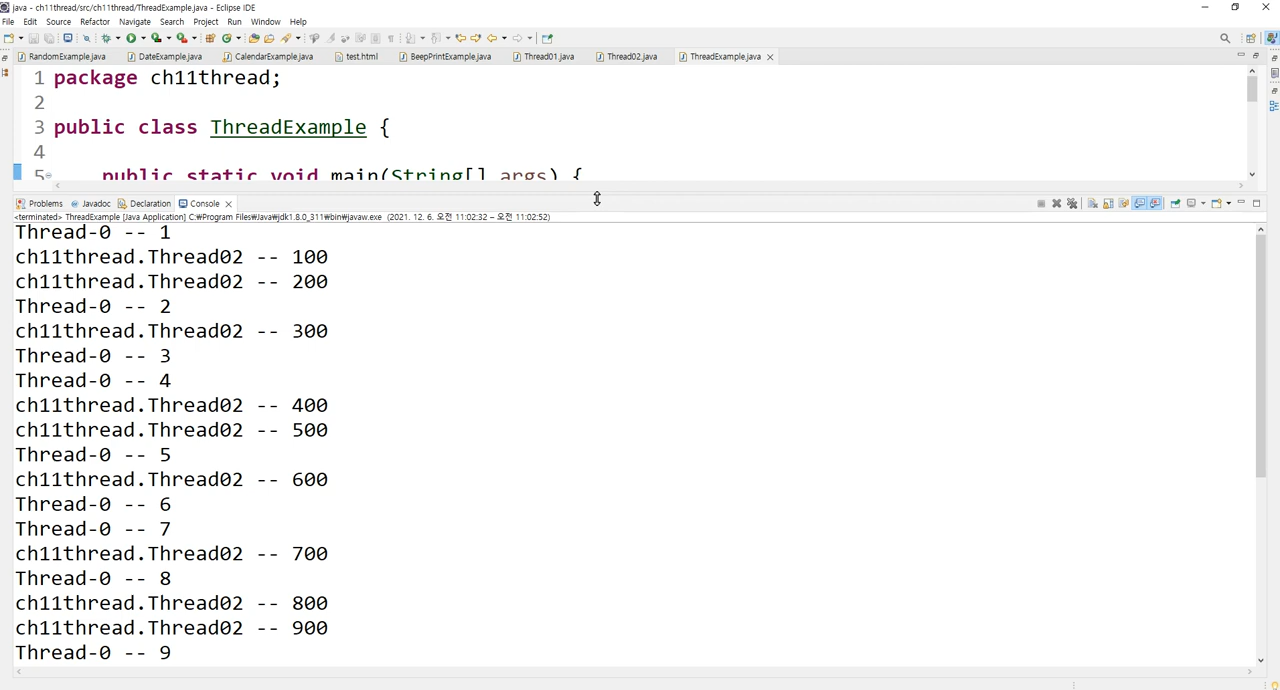 java - ch11thread/src/ch11thread/ThreadExample.java - Eclipse IDE
File Edit Source Refactor Navigate Search Project Run Window Help
RandomExample.java DateExample.java CalendarExample.java test.html BeepPrintExample.java Thread01.java Thread02.java ThreadExample.java
1 package ch11thread;
2
3 public class ThreadExample {
4
5 public static void main(String[] args) {
Problems Javadoc Declaration Console
<terminated> ThreadExample [Java Application] C:₩Program Files₩Java₩jdk1.8.0_311₩bin₩javaw.exe (2021. 12. 6. 오전 11:02:32 – 오전 11:02:52)
Thread-0 -- 1
ch11thread.Thread02 -- 100
ch11thread.Thread02 -- 200
Thread-0 -- 2
ch11thread.Thread02 -- 300
Thread-0 -- 3
Thread-0 -- 4
ch11thread.Thread02 -- 400
ch11thread.Thread02 -- 500
Thread-0 -- 5
ch11thread.Thread02 -- 600
Thread-0 -- 6
Thread-0 -- 7
ch11thread.Thread02 -- 700
Thread-0 -- 8
ch11thread.Thread02 -- 800
ch11thread.Thread02 -- 900
Thread-0 -- 9